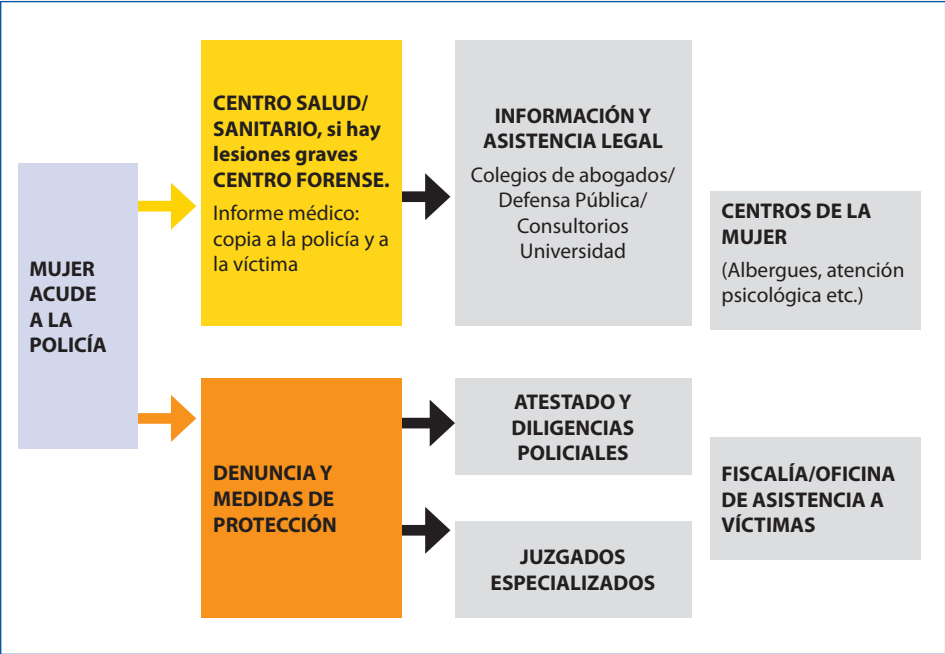 MUJER
ACUDE
A LA
POLICÍA
CENTRO SALUD/
SANITARIO, si hay
lesiones graves
CENTRO FORENSE.
Informe médico:
copia a la policía y a
la víctima
INFORMACIÓN Y
ASISTENCIA LEGAL
Colegios de abogados/
Defensa Pública/
Consultorios
Universidad
CENTROS DE LA
MUJER
(Albergues, atención
psicológica etc.)
DENUNCIA Y
MEDIDAS DE
PROTECCIÓN
ATESTADO Y
DILIGENCIAS
POLICIALES
JUZGADOS
ESPECIALIZADOS
FISCALÍA/OFICINA
DE ASISTENCIA A
VÍCTIMAS